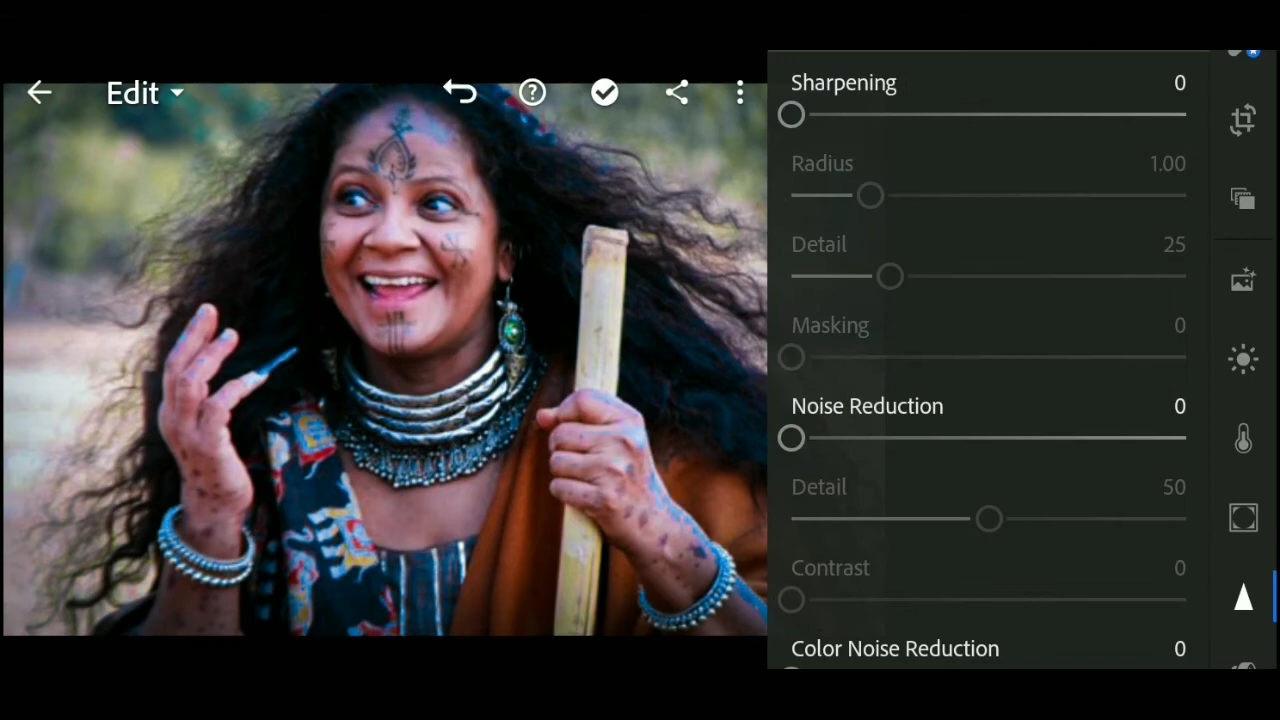 Edit
Sharpening 0
Radius 1.00
Detail 25
Masking 0
Noise Reduction 0
Detail 50
Contrast 0
Color Noise Reduction 0